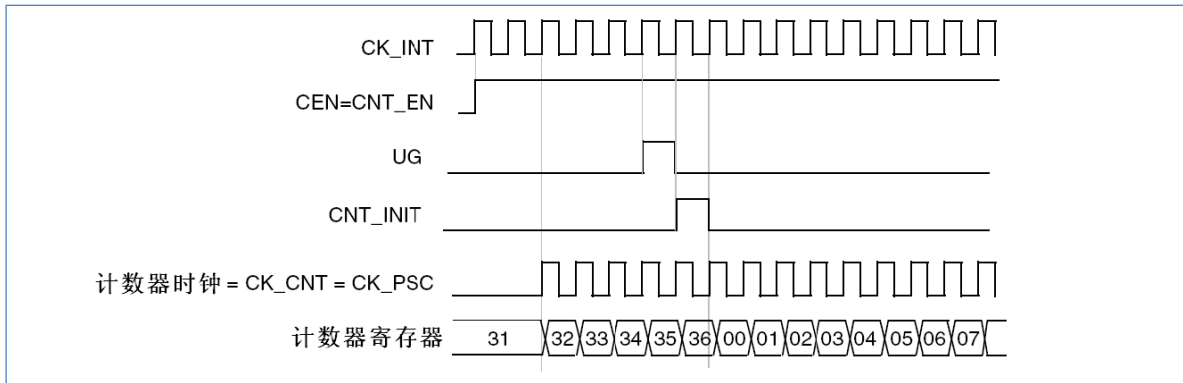 CK_INT
CEN=CNT_EN
UG
CNT_INIT
计数器时钟 = CK_CNT = CK_PSC
计数器寄存器 31 32 33 34 35 36 00 01 02 03 04 05 06 07